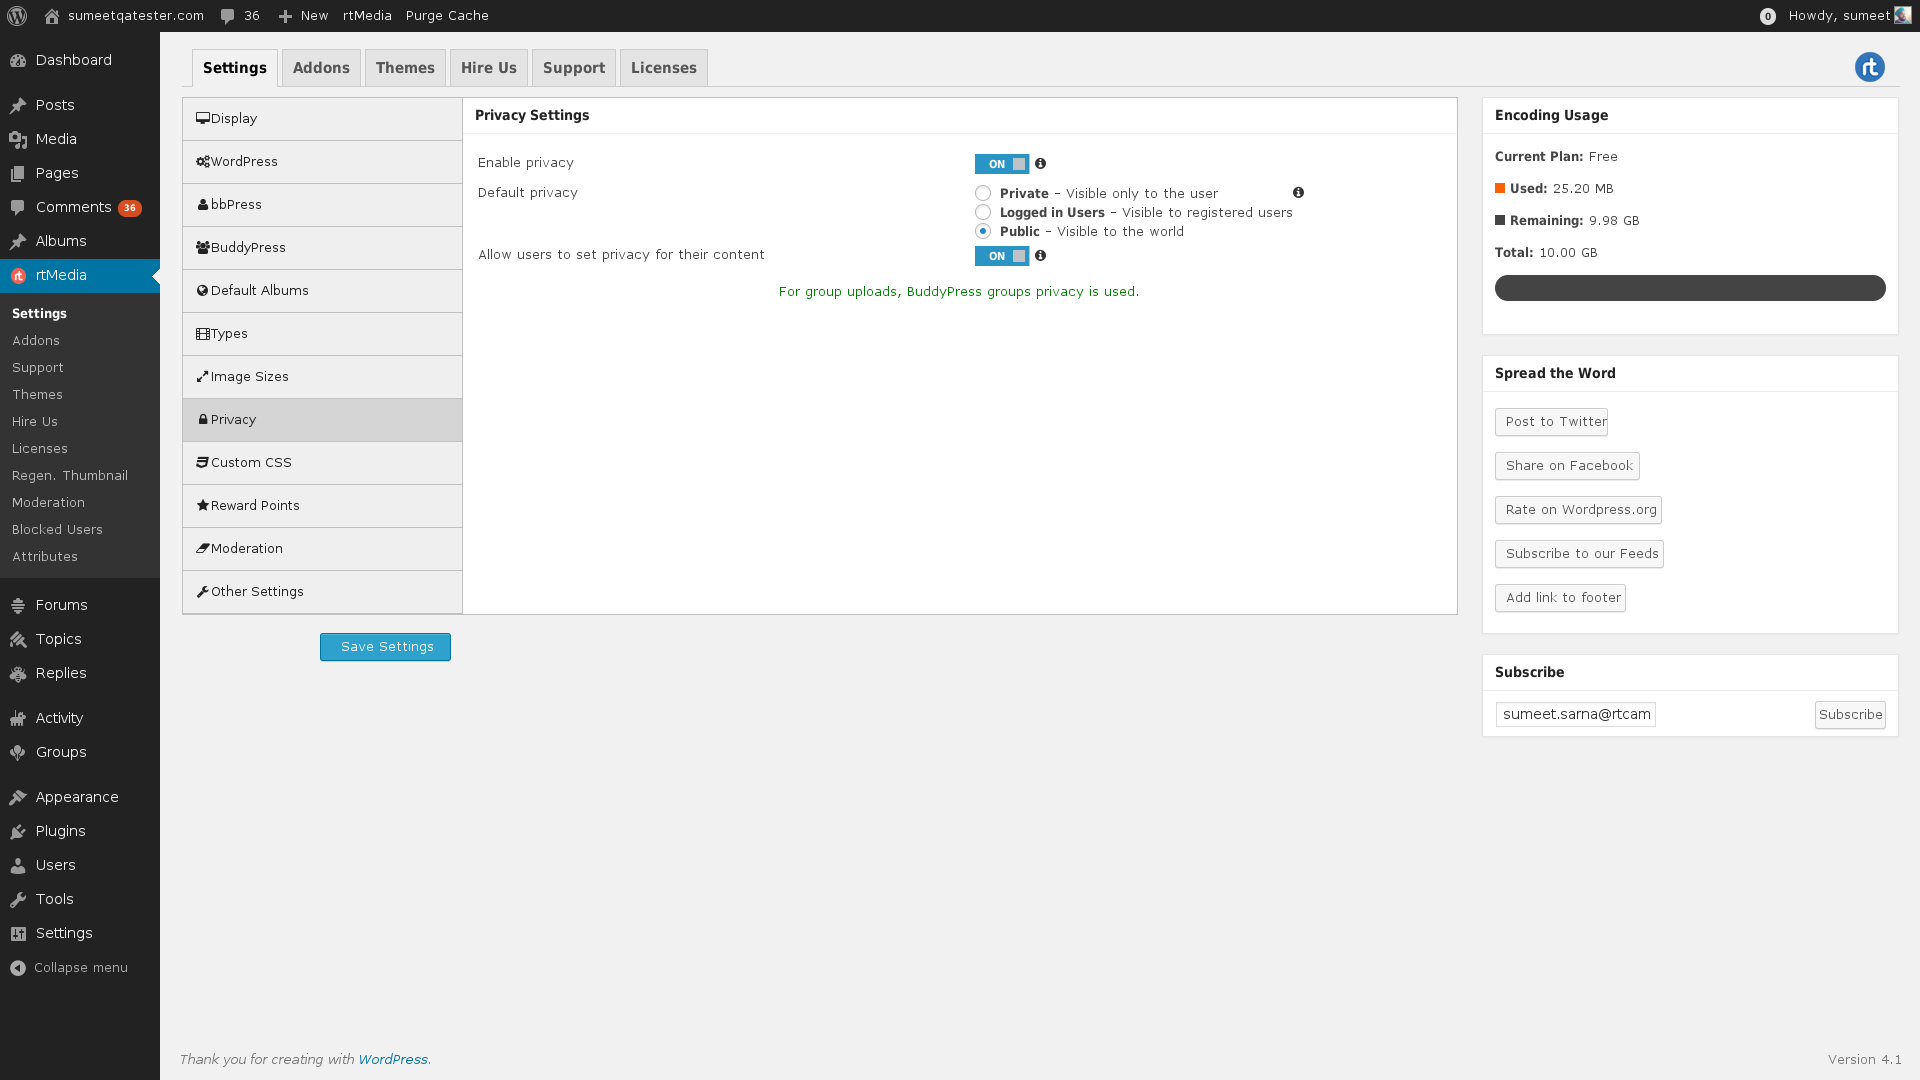 sumeetqatester.com 36 New rtMedia Purge Cache 0 Howdy, sumeet
Dashboard
Posts
Media
Pages
Comments 36
Albums
rtMedia
Settings
Addons
Support
Themes
Hire Us
Licenses
Regen. Thumbnail
Moderation
Blocked Users
Attributes
Forums
Topics
Replies
Activity
Groups
Appearance
Plugins
Users
Tools
Settings
Collapse menu
Settings Addons Themes Hire Us Support Licenses
rt
Display
WordPress
bbPress
BuddyPress
Default Albums
Types
Image Sizes
Privacy
Custom CSS
Reward Points
Moderation
Other Settings
Save Settings
Privacy Settings
Enable privacy ON
Default privacy Private – Visible only to the user
Logged in Users – Visible to registered users
Public – Visible to the world
Allow users to set privacy for their content ON
For group uploads, BuddyPress groups privacy is used.
Encoding Usage
Current Plan: Free
Used: 25.20 MB
Remaining: 9.98 GB
Total: 10.00 GB
Spread the Word
Post to Twitter
Share on Facebook
Rate on Wordpress.org
Subscribe to our Feeds
Add link to footer
Subscribe
sumeet.sarna@rtcam Subscribe
Thank you for creating with WordPress.
Version 4.1